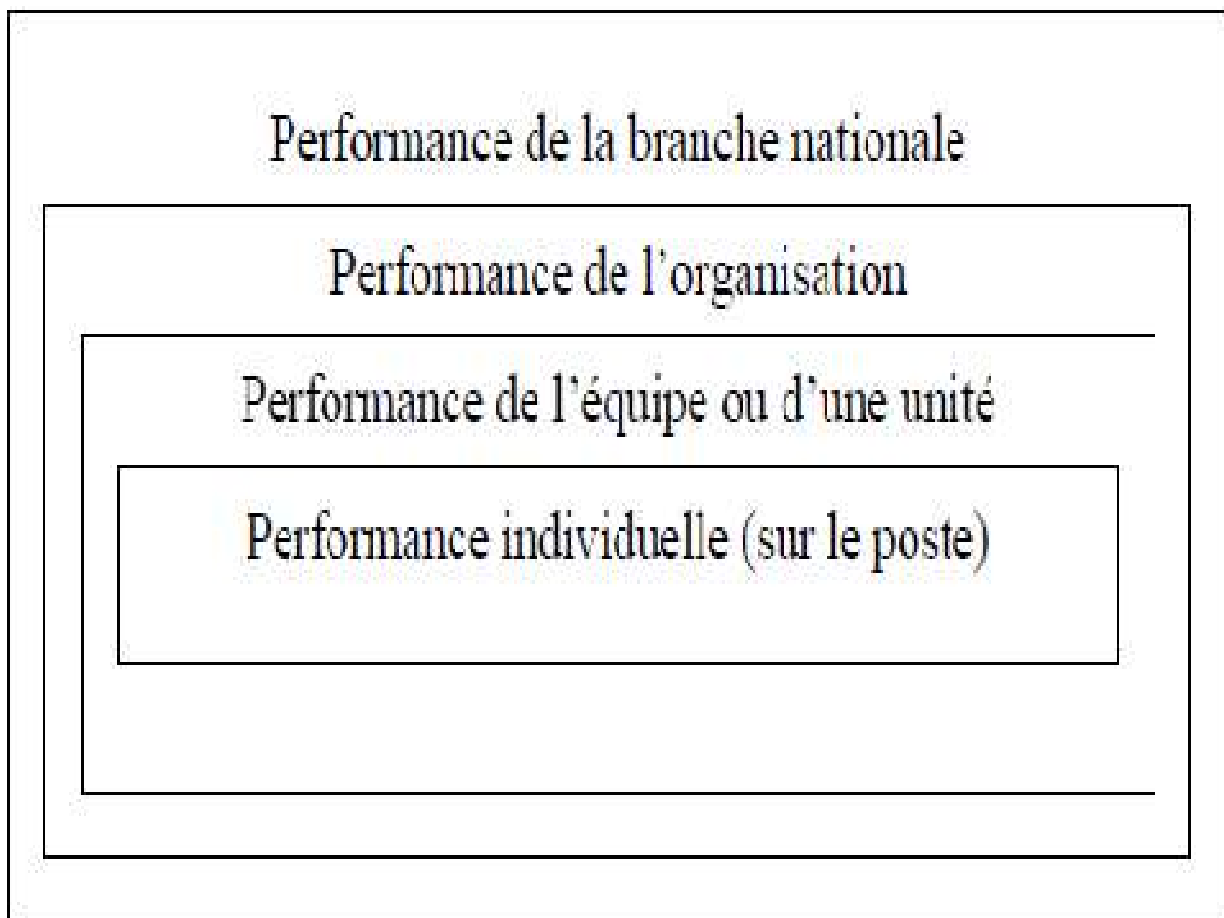 Performance de la branche nationale
Performance de l’organisation
Performance de l’équipe ou d’une unité
Performance individuelle (sur le poste)